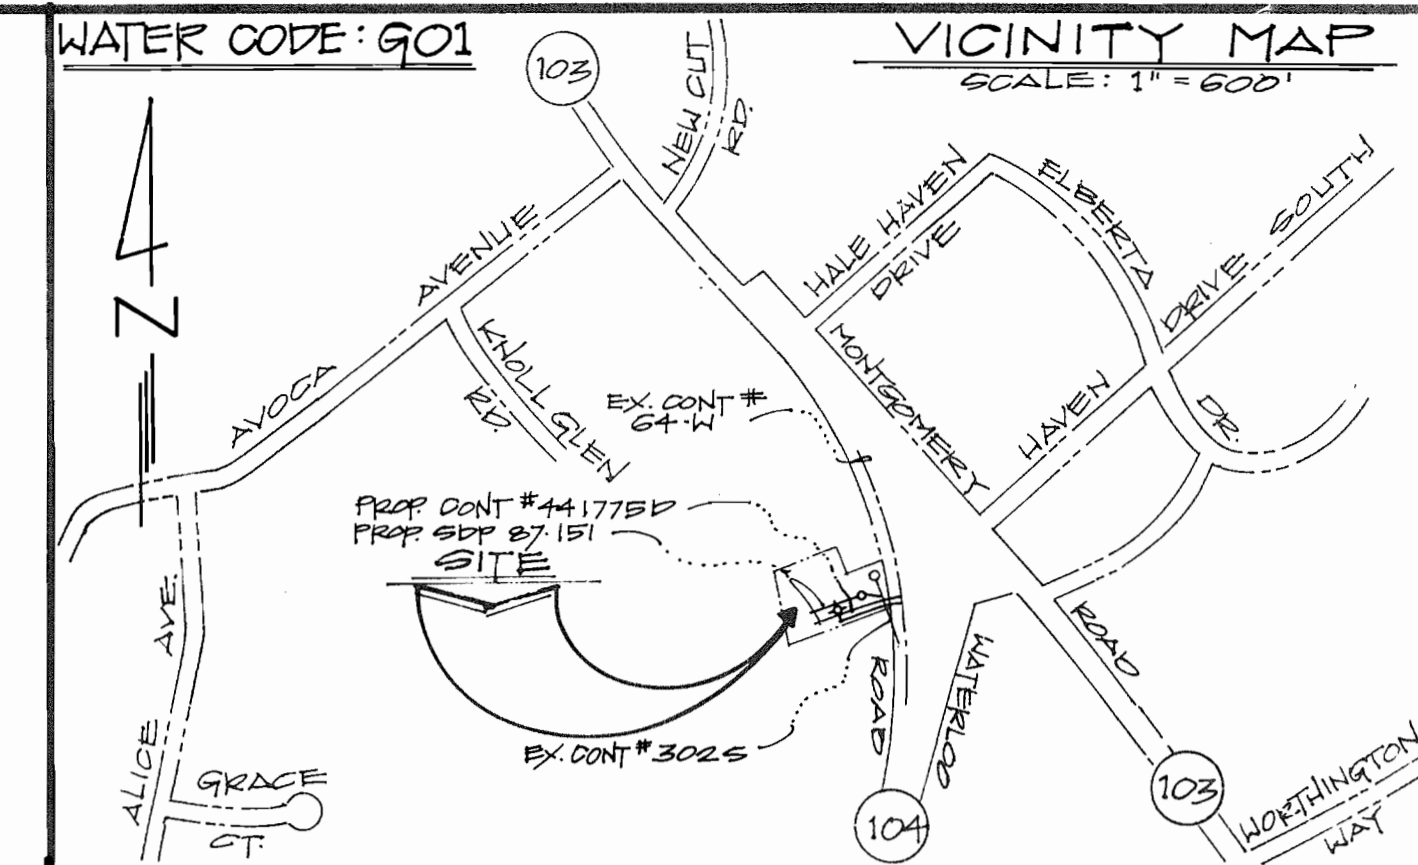 WATER CODE: G01
VICINITY MAP
SCALE: 1" = 600'
103
NEW CUT
RD.
N
AVOCA
AVENUE
KNOLL GLEN
RD.
HALE HAVEN
DRIVE
ELBERTA
DR.
HAVEN
DRIVE SOUTH
MONTGOMERY
ROAD
EX. CONT #
64-W
PROP. CONT #441775D
PROP. SDP 87.151
SITE
EX. CONT #302S
WATERLOO
ROAD
104
103
WORTHINGTON
WAY
ALICE
AVE.
GRACE
CT.